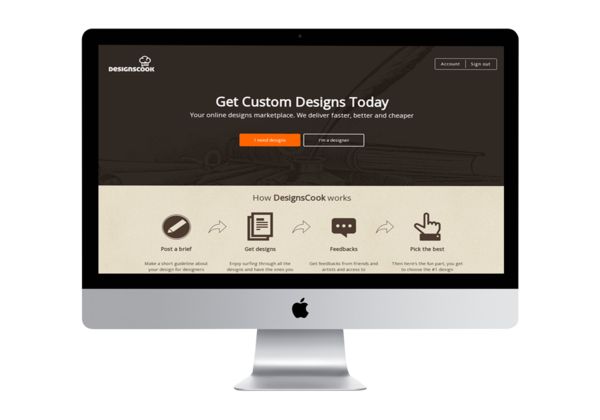 DESIGNSCOOK
Account
Sign out
Get Custom Designs Today
Your online designs marketplace. We deliver faster, better and cheaper
I need designs
I'm a designer
How DesignsCook works
Post a brief
Get designs
Feedbacks
Pick the best
Make a short guideline about
your design for designers
Enjoy surfing through all the
designs and have the ones you
Get feedbacks from friends and
artists and access to
Then here's the fun part, you get
to choose the #1 design